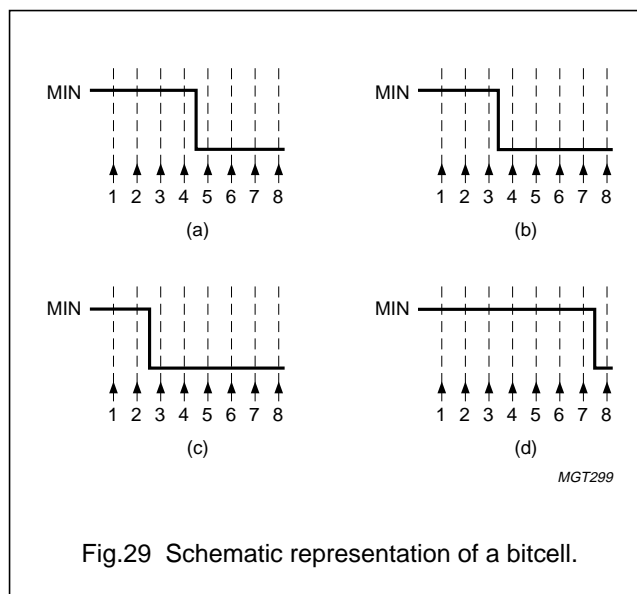 MIN
1 2 3 4 5 6 7 8
(a)
MIN
1 2 3 4 5 6 7 8
(b)
MIN
1 2 3 4 5 6 7 8
(c)
MIN
1 2 3 4 5 6 7 8
(d)
MGT299
Fig.29 Schematic representation of a bitcell.